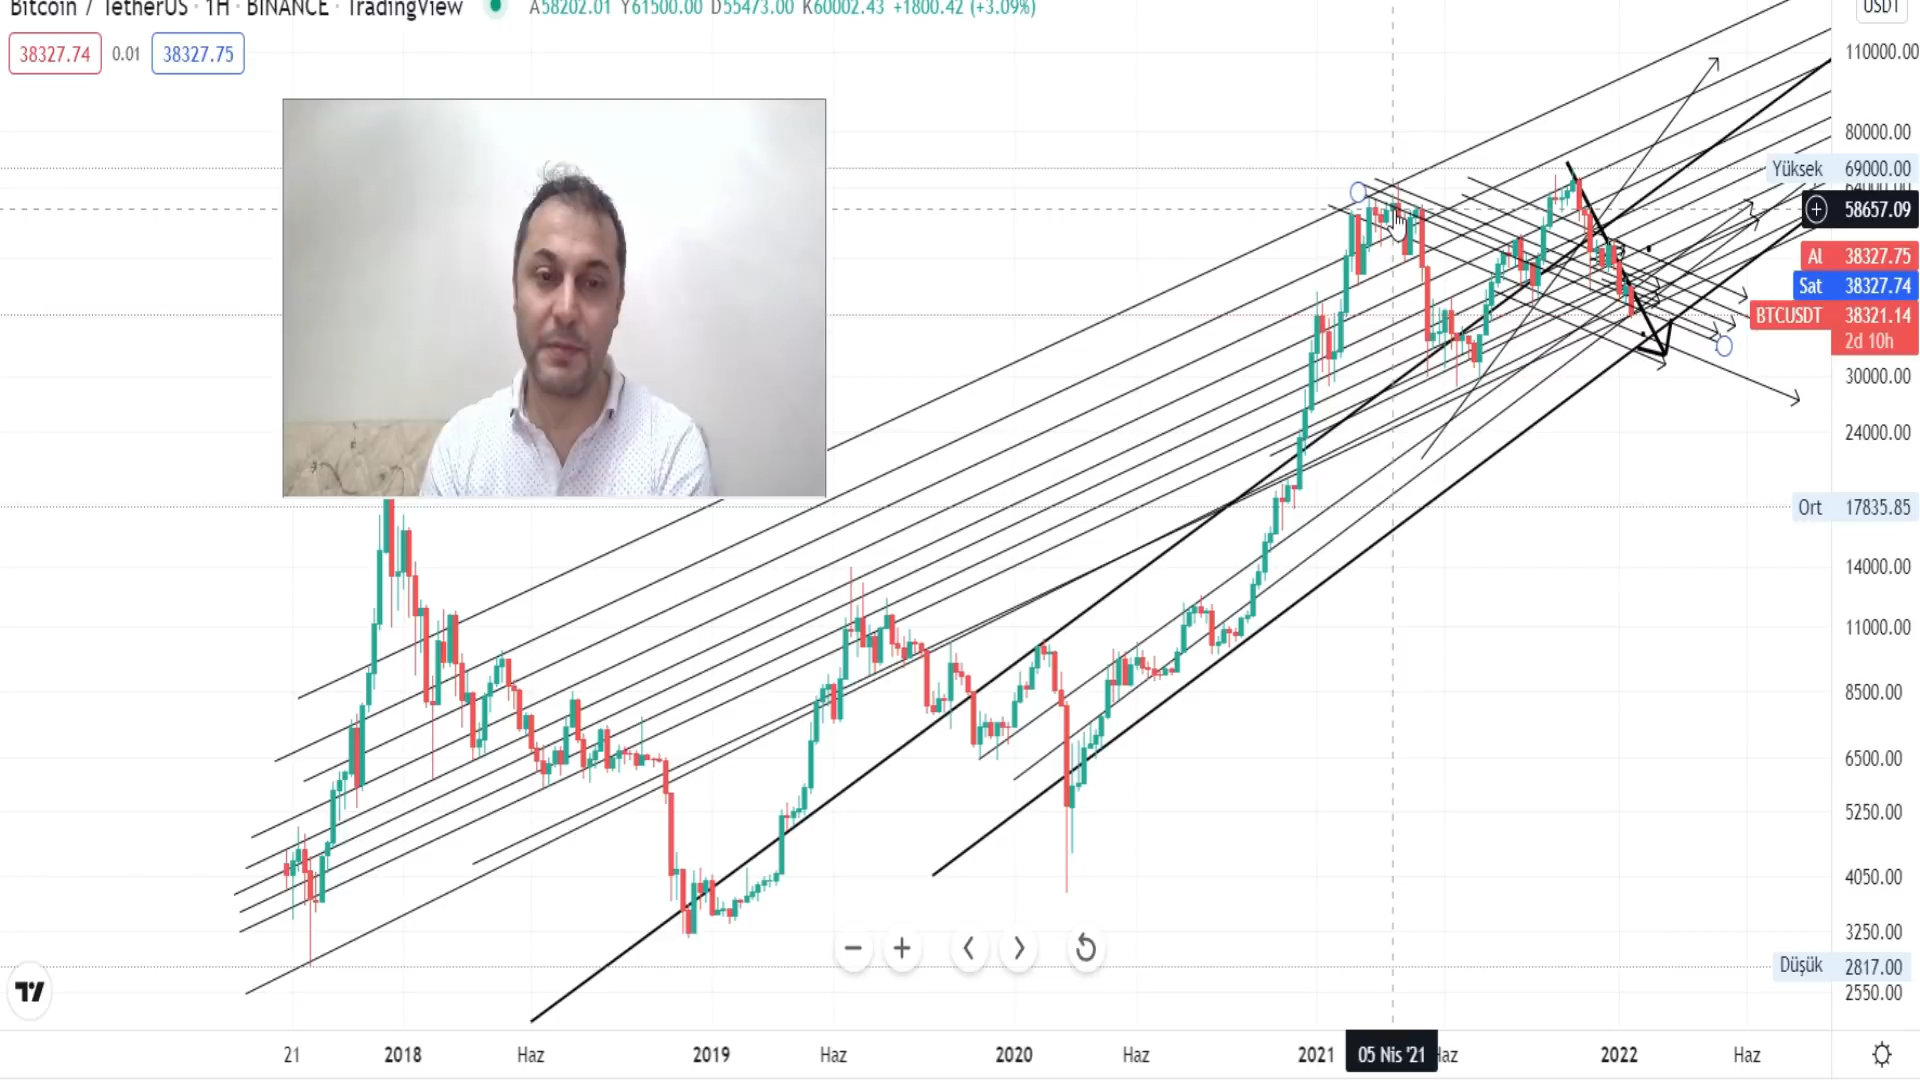 Bitcoin / TetherUS · 1H · BINANCE · TradingView A58202.01 Y61500.00 D55473.00 K60002.43 +1800.42 (+3.09%)
USDT
38327.74 0.01 38327.75
110000.00
80000.00
Yüksek 69000.00
58657.09
Al 38327.75
Sat 38327.74
BTCUSDT 38321.14
2d 10h
30000.00
24000.00
Ort 17835.85
14000.00
11000.00
8500.00
6500.00
5250.00
4050.00
3250.00
Düşük 2817.00
2550.00
21 2018 Haz 2019 Haz 2020 Haz 2021 05 Nis '21 Haz 2022 Haz